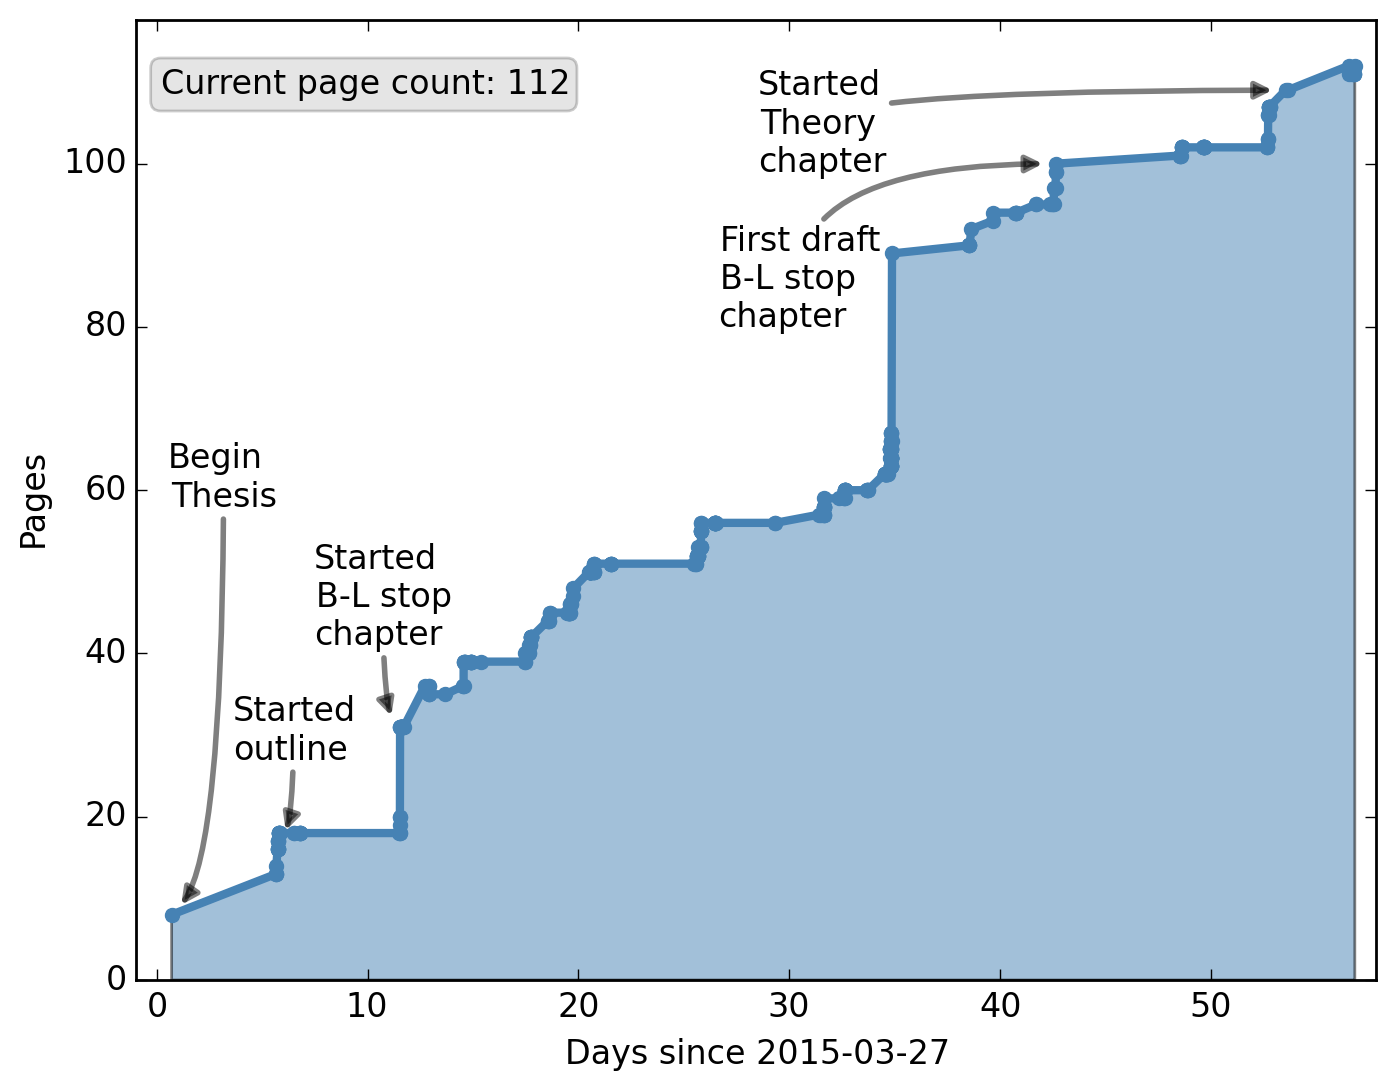 Current page count: 112
Started
Theory
chapter
First draft
B-L stop
chapter
Begin
Thesis
Started
B-L stop
chapter
Started
outline
Pages
100
80
60
40
20
0
0 10 20 30 40 50
Days since 2015-03-27